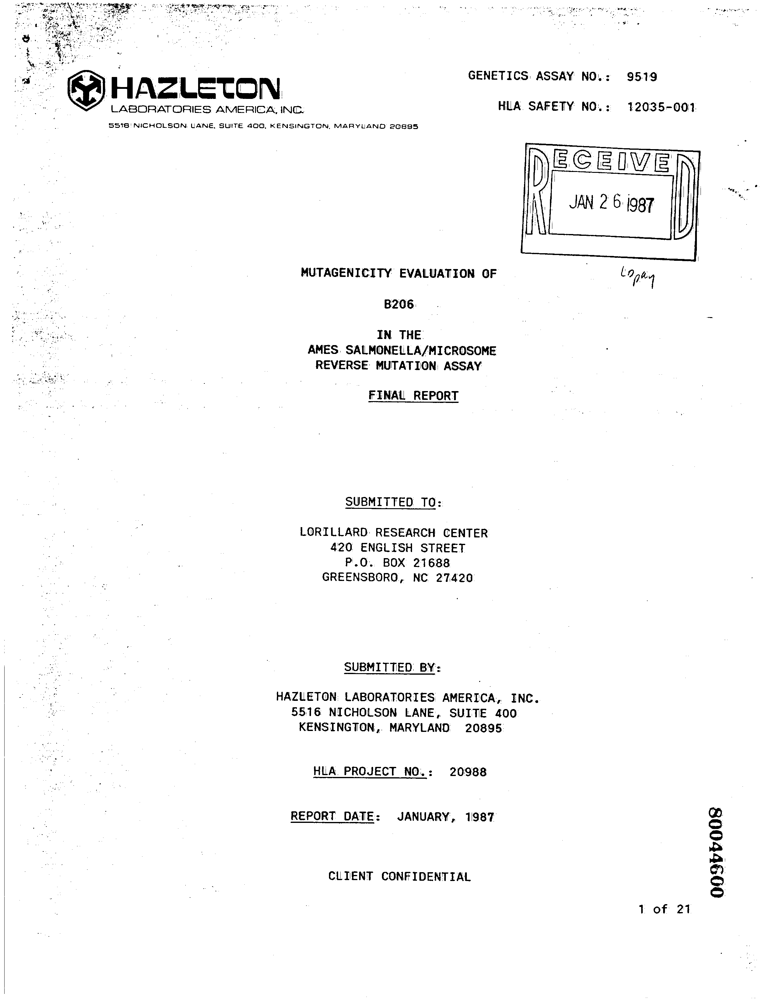 GENETICS ASSAY NO.: 9519
HAZLETON
LABORATORIES AMERICA, INC.
HLA SAFETY NO.: 12035-001
5516 NICHOLSON LANE, SUITE 400, KENSINGTON, MARYLAND 20895
RECEIVED
JAN 26 1987
MUTAGENICITY EVALUATION OF
B206
IN THE
AMES SALMONELLA/MICROSOME
REVERSE MUTATION ASSAY
FINAL REPORT
SUBMITTED TO:
LORILLARD RESEARCH CENTER
420 ENGLISH STREET
P.O. BOX 21688
GREENSBORO, NC 27420
SUBMITTED BY:
HAZLETON LABORATORIES AMERICA, INC.
5516 NICHOLSON LANE, SUITE 400
KENSINGTON, MARYLAND 20895
HLA PROJECT NO.: 20988
REPORT DATE: JANUARY, 1987
CLIENT CONFIDENTIAL
80044600
1 of 21